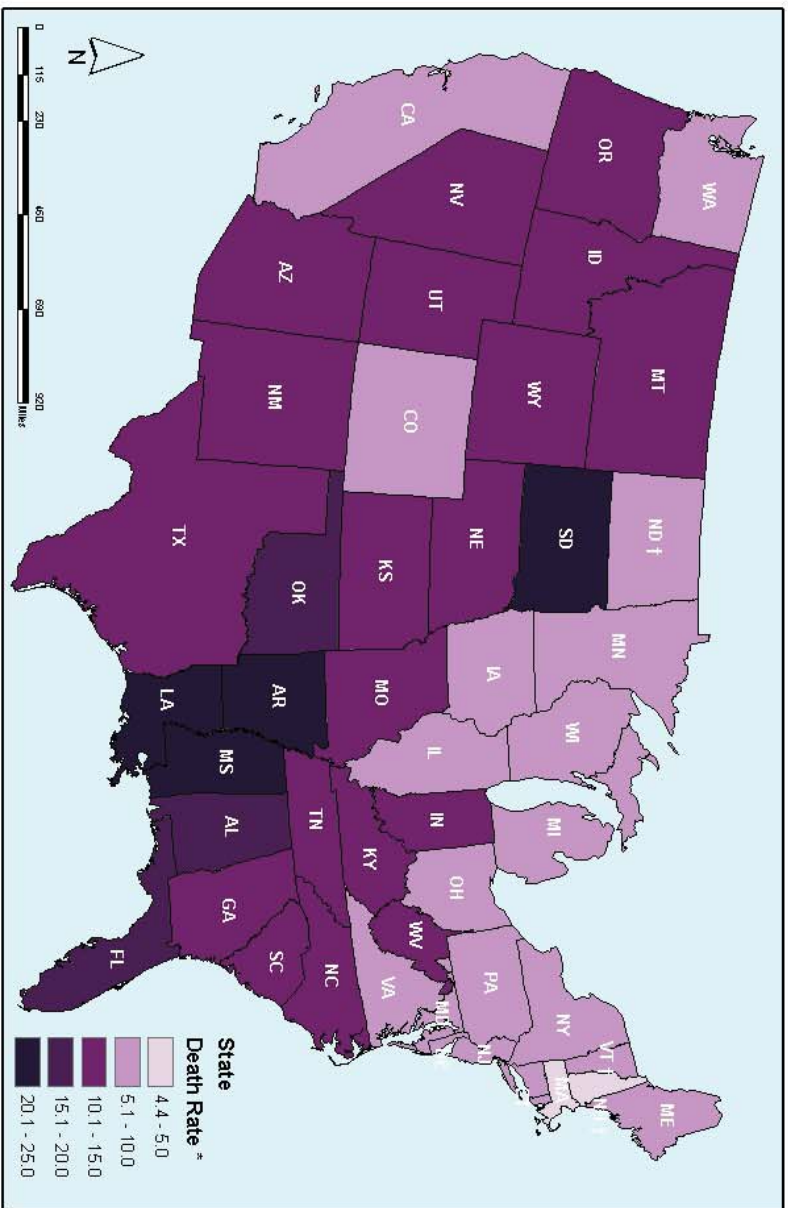 WA
MT
ND †
MN
ME
OR
ID
SD
WI
VT †
NH †
WY
MI
NY
MA
NV
UT
NE
IA
PA
NJ
CA
CO
KS
IL
IN
OH
MO
WV
VA
KY
AZ
NM
OK
AR
TN
NC
TX
LA
MS
AL
GA
SC
FL
State
Death Rate *
4.4 - 5.0
5.1 - 10.0
10.1 - 15.0
15.1 - 20.0
20.1 - 25.0
N
0 115 230 460 690 920
Miles